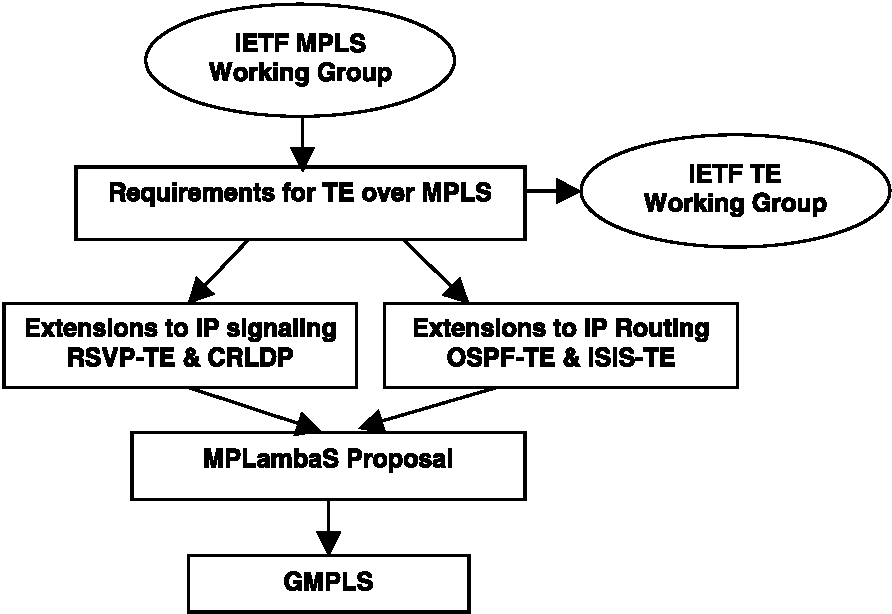 IETF MPLS
Working Group
Requirements for TE over MPLS
IETF TE
Working Group
Extensions to IP signaling
RSVP-TE & CRLDP
Extensions to IP Routing
OSPF-TE & ISIS-TE
MPLambaS Proposal
GMPLS